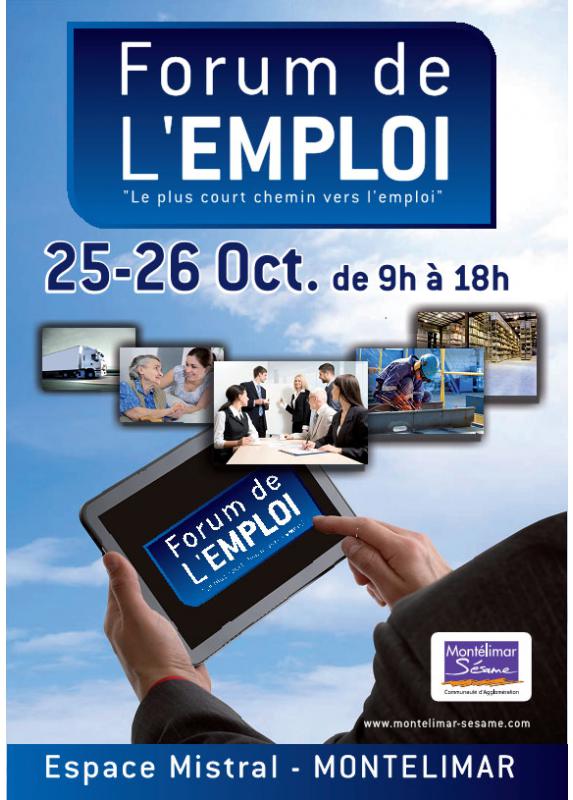 Forum de
L'EMPLOI
"Le plus court chemin vers l'emploi"
25-26 Oct. de 9h à 18h
Forum de
L'EMPLOI
Montélimar
Sésame
Communauté d'Agglomération
www.montelimar-sesame.com
Espace Mistral - MONTELIMAR